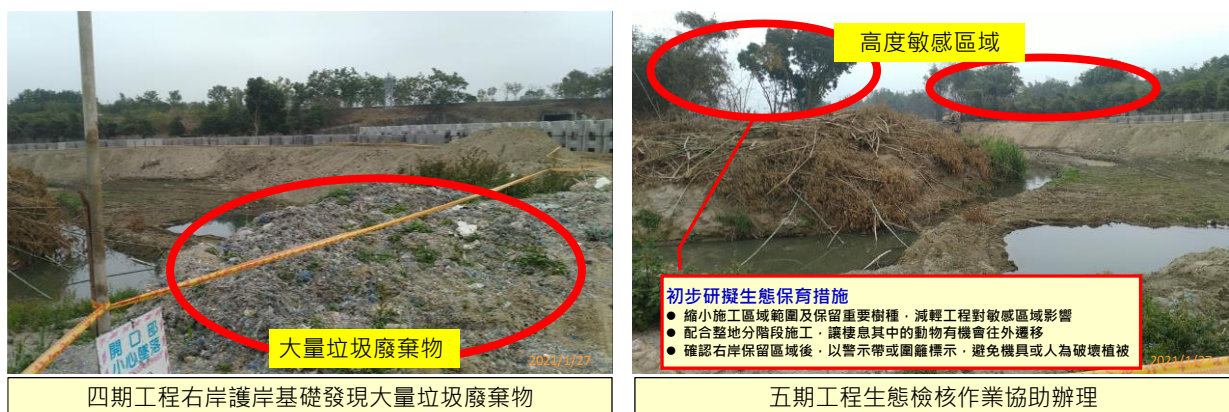 大量垃圾廢棄物
開口部
小心墜落
2021/1/27
四期工程右岸護岸基礎發現大量垃圾廢棄物
高度敏感區域
初步研擬生態保育措施
● 縮小施工區域範圍及保留重要樹種，減輕工程對敏感區域影響
● 配合整地分階段施工，讓棲息其中的動物有機會往外遷移
● 確認右岸保留區域後，以警示帶或圍籬標示，避免機具或人為破壞植被
2021/1/27
五期工程生態檢核作業協助辦理